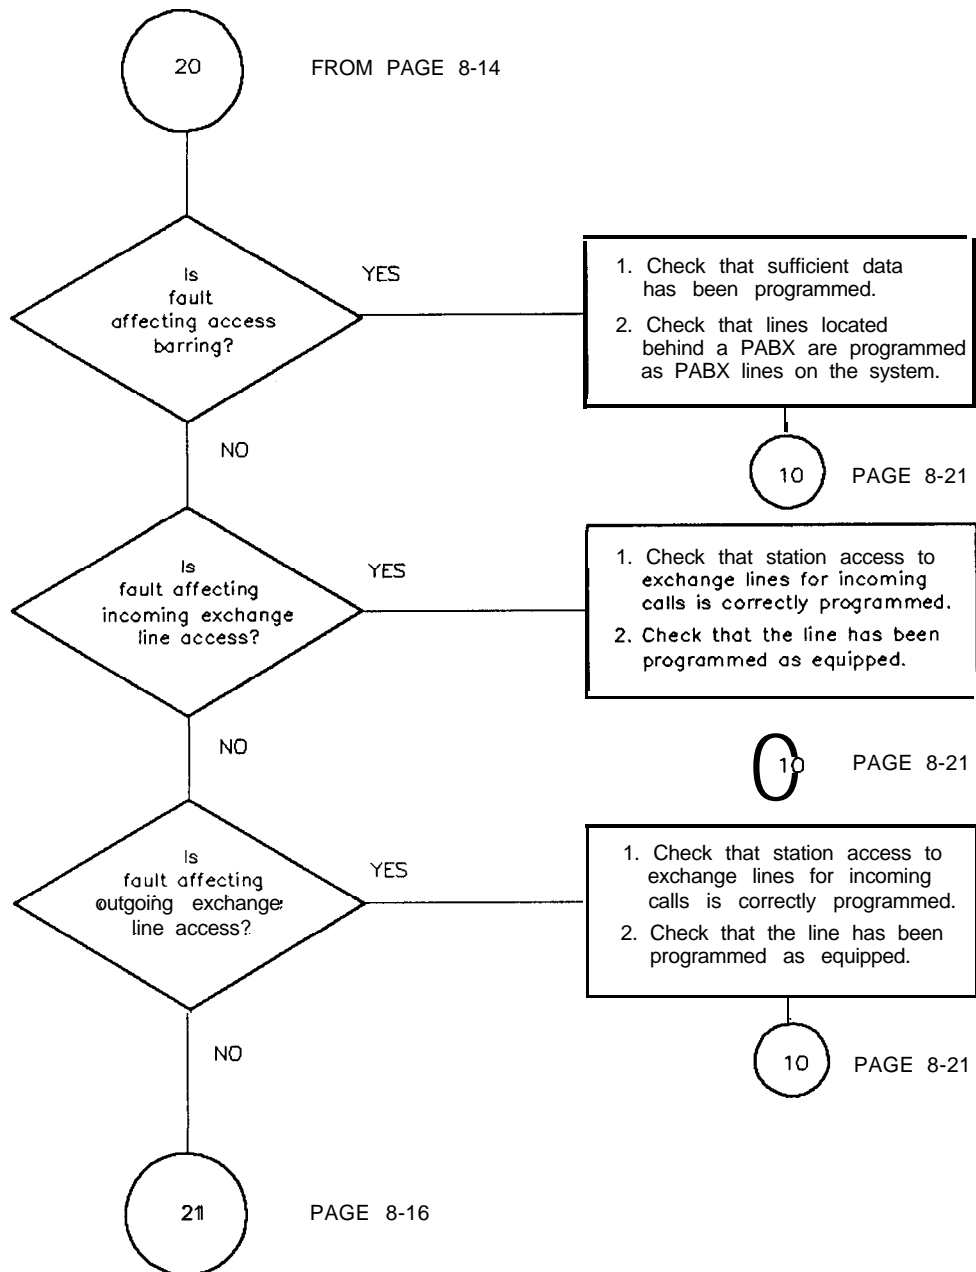 20
FROM PAGE 8-14
Is
fault
affecting access
barring?
YES
1. Check that sufficient data
has been programmed.
2. Check that lines located
behind a PABX are programmed
as PABX lines on the system.
NO
10
PAGE 8-21
Is
fault affecting
incoming exchange
line access?
YES
1. Check that station access to
exchange lines for incoming
calls is correctly programmed.
2. Check that the line has been
programmed as equipped.
NO
10
PAGE 8-21
Is
fault affecting
outgoing exchange
line access?
YES
1. Check that station access to
exchange lines for incoming
calls is correctly programmed.
2. Check that the line has been
programmed as equipped.
NO
10
PAGE 8-21
21
PAGE 8-16